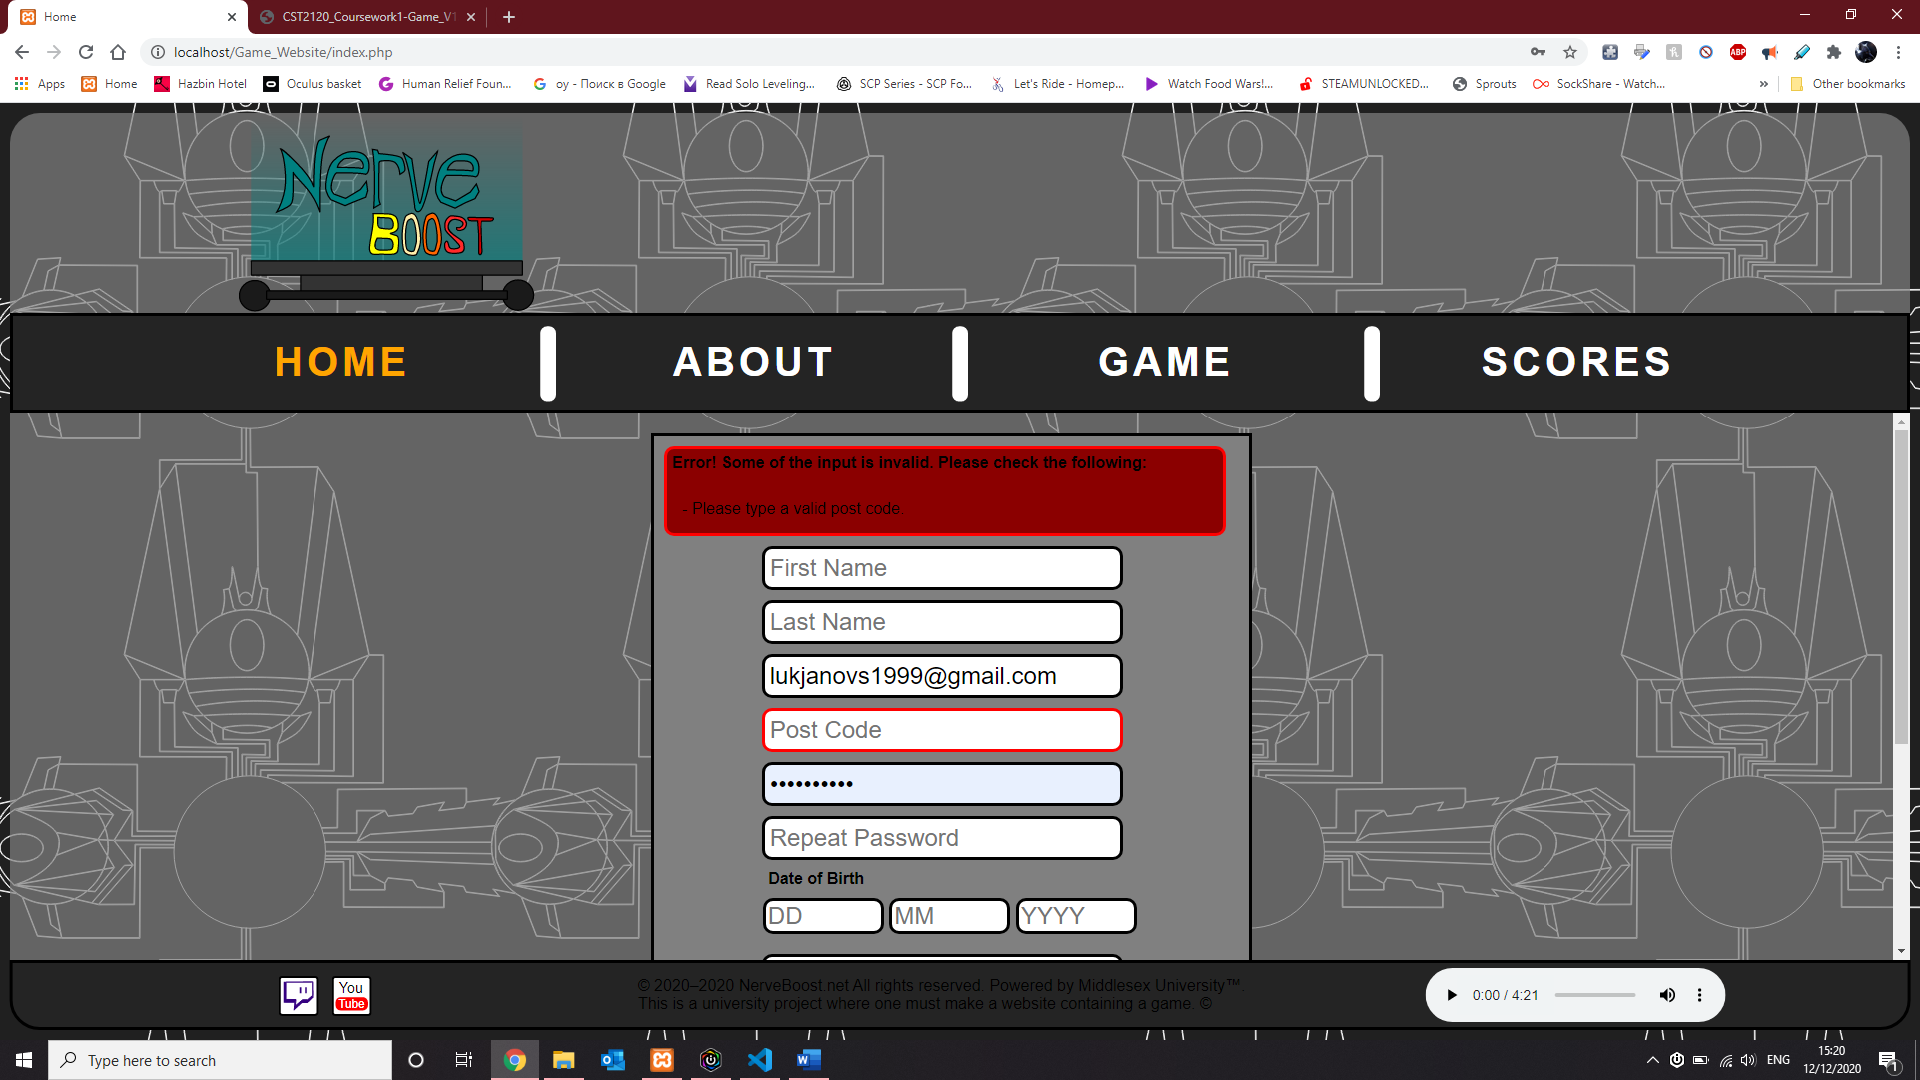 Home
CST2120_Coursework1-Game_V1
localhost/Game_Website/index.php
ABP
Apps
Home
Hazbin Hotel
Oculus basket
Human Relief Foun...
oy - Поиск в Google
Read Solo Leveling,...
SCP Series - SCP Fo...
Let's Ride - Homep...
Watch Food Wars!...
STEAMUNLOCKED...
Sprouts
SockShare - Watch...
»
Other bookmarks
Nerve
BOOST
HOME
ABOUT
GAME
SCORES
Error! Some of the input is invalid. Please check the following:
- Please type a valid post code.
First Name
Last Name
lukjanovs1999@gmail.com
Post Code
••••••••••
Repeat Password
Date of Birth
DD MM YYYY
You
Tube
© 2020–2020 NerveBoost.net All rights reserved. Powered by Middlesex University™.
This is a university project where one must make a website containing a game. ©
0:00 / 4:21
Type here to search
ENG
15:20
12/12/2020
1